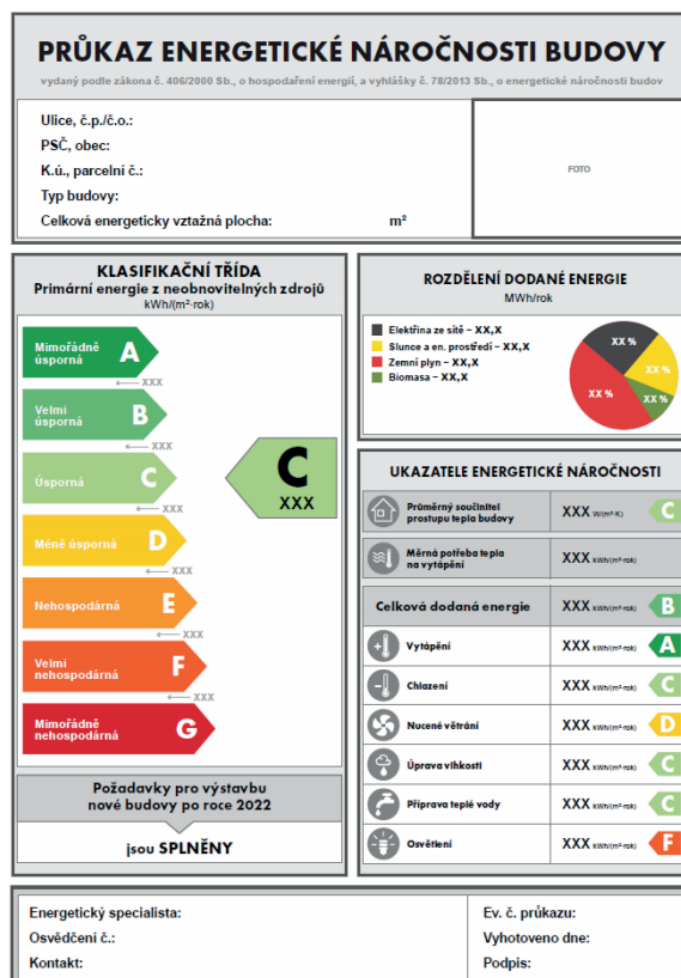 PRŮKAZ ENERGETICKÉ NÁROČNOSTI BUDOVY
vydaný podle zákona č. 406/2000 Sb., o hospodaření energií, a vyhlášky č. 78/2013 Sb., o energetické náročnosti budov
Ulice, č.p./č.o.:
PSČ, obec:
K.ú., parcelní č.:
Typ budovy:
Celková energeticky vztažná plocha: m²
FOTO
KLASIFIKAČNÍ TŘÍDA
Primární energie z neobnovitelných zdrojů
kWh/(m²·rok)
Mimořádně
úsporná A
XXX
Velmi
úsporná B
XXX
Úsporná C
XXX
Méně úsporná D
XXX
Nehospodárná E
XXX
Velmi
nehospodárná F
XXX
Mimořádně
nehospodárná G
C
XXX
Požadavky pro výstavbu
nové budovy po roce 2022
jsou SPLNĚNY
ROZDĚLENÍ DODANÉ ENERGIE
MWh/rok
Elektřina ze sítě – XX,X
Slunce a en. prostředí – XX,X
Zemní plyn – XX,X
Biomasa – XX,X
XX %
XX %
XX %
XX %
UKAZATELE ENERGETICKÉ NÁROČNOSTI
Průměrný součinitel
prostupu tepla budovy XXX W/(m²·K) C
Měrná potřeba tepla
na vytápění XXX kWh/(m²·rok)
Celková dodaná energie XXX kWh/(m²·rok) B
Vytápění XXX kWh/(m²·rok) A
Chlazení XXX kWh/(m²·rok) C
Nucené větrání XXX kWh/(m²·rok) D
Úprava vlhkosti XXX kWh/(m²·rok) C
Příprava teplé vody XXX kWh/(m²·rok) C
Osvětlení XXX kWh/(m²·rok) F
Energetický specialista:
Osvědčení č.:
Kontakt:
Ev. č. průkazu:
Vyhotoveno dne:
Podpis: